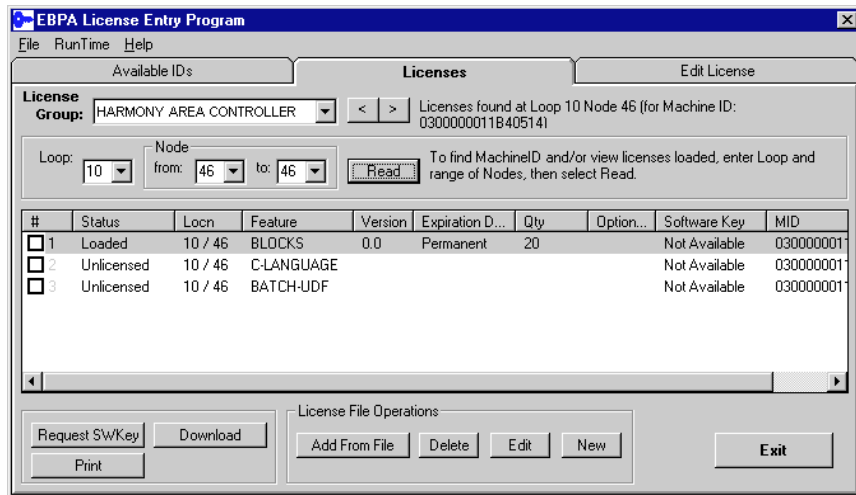 EBPA License Entry Program
File RunTime Help
Available IDs Licenses Edit License
License Group: HARMONY AREA CONTROLLER < > Licenses found at Loop 10 Node 46 (for Machine ID:
0300000011B40514)
Loop: 10 Node from: 46 to: 46 Read To find MachineID and/or view licenses loaded, enter Loop and
range of Nodes, then select Read.
# Status Locn Feature Version Expiration D... Qty Option... Software Key MID
1 Loaded 10 / 46 BLOCKS 0.0 Permanent 20 Not Available 030000001
2 Unlicensed 10 / 46 C-LANGUAGE Not Available 030000001
3 Unlicensed 10 / 46 BATCH-UDF Not Available 030000001
License File Operations
Request SWKey Download Add From File Delete Edit New Exit
Print